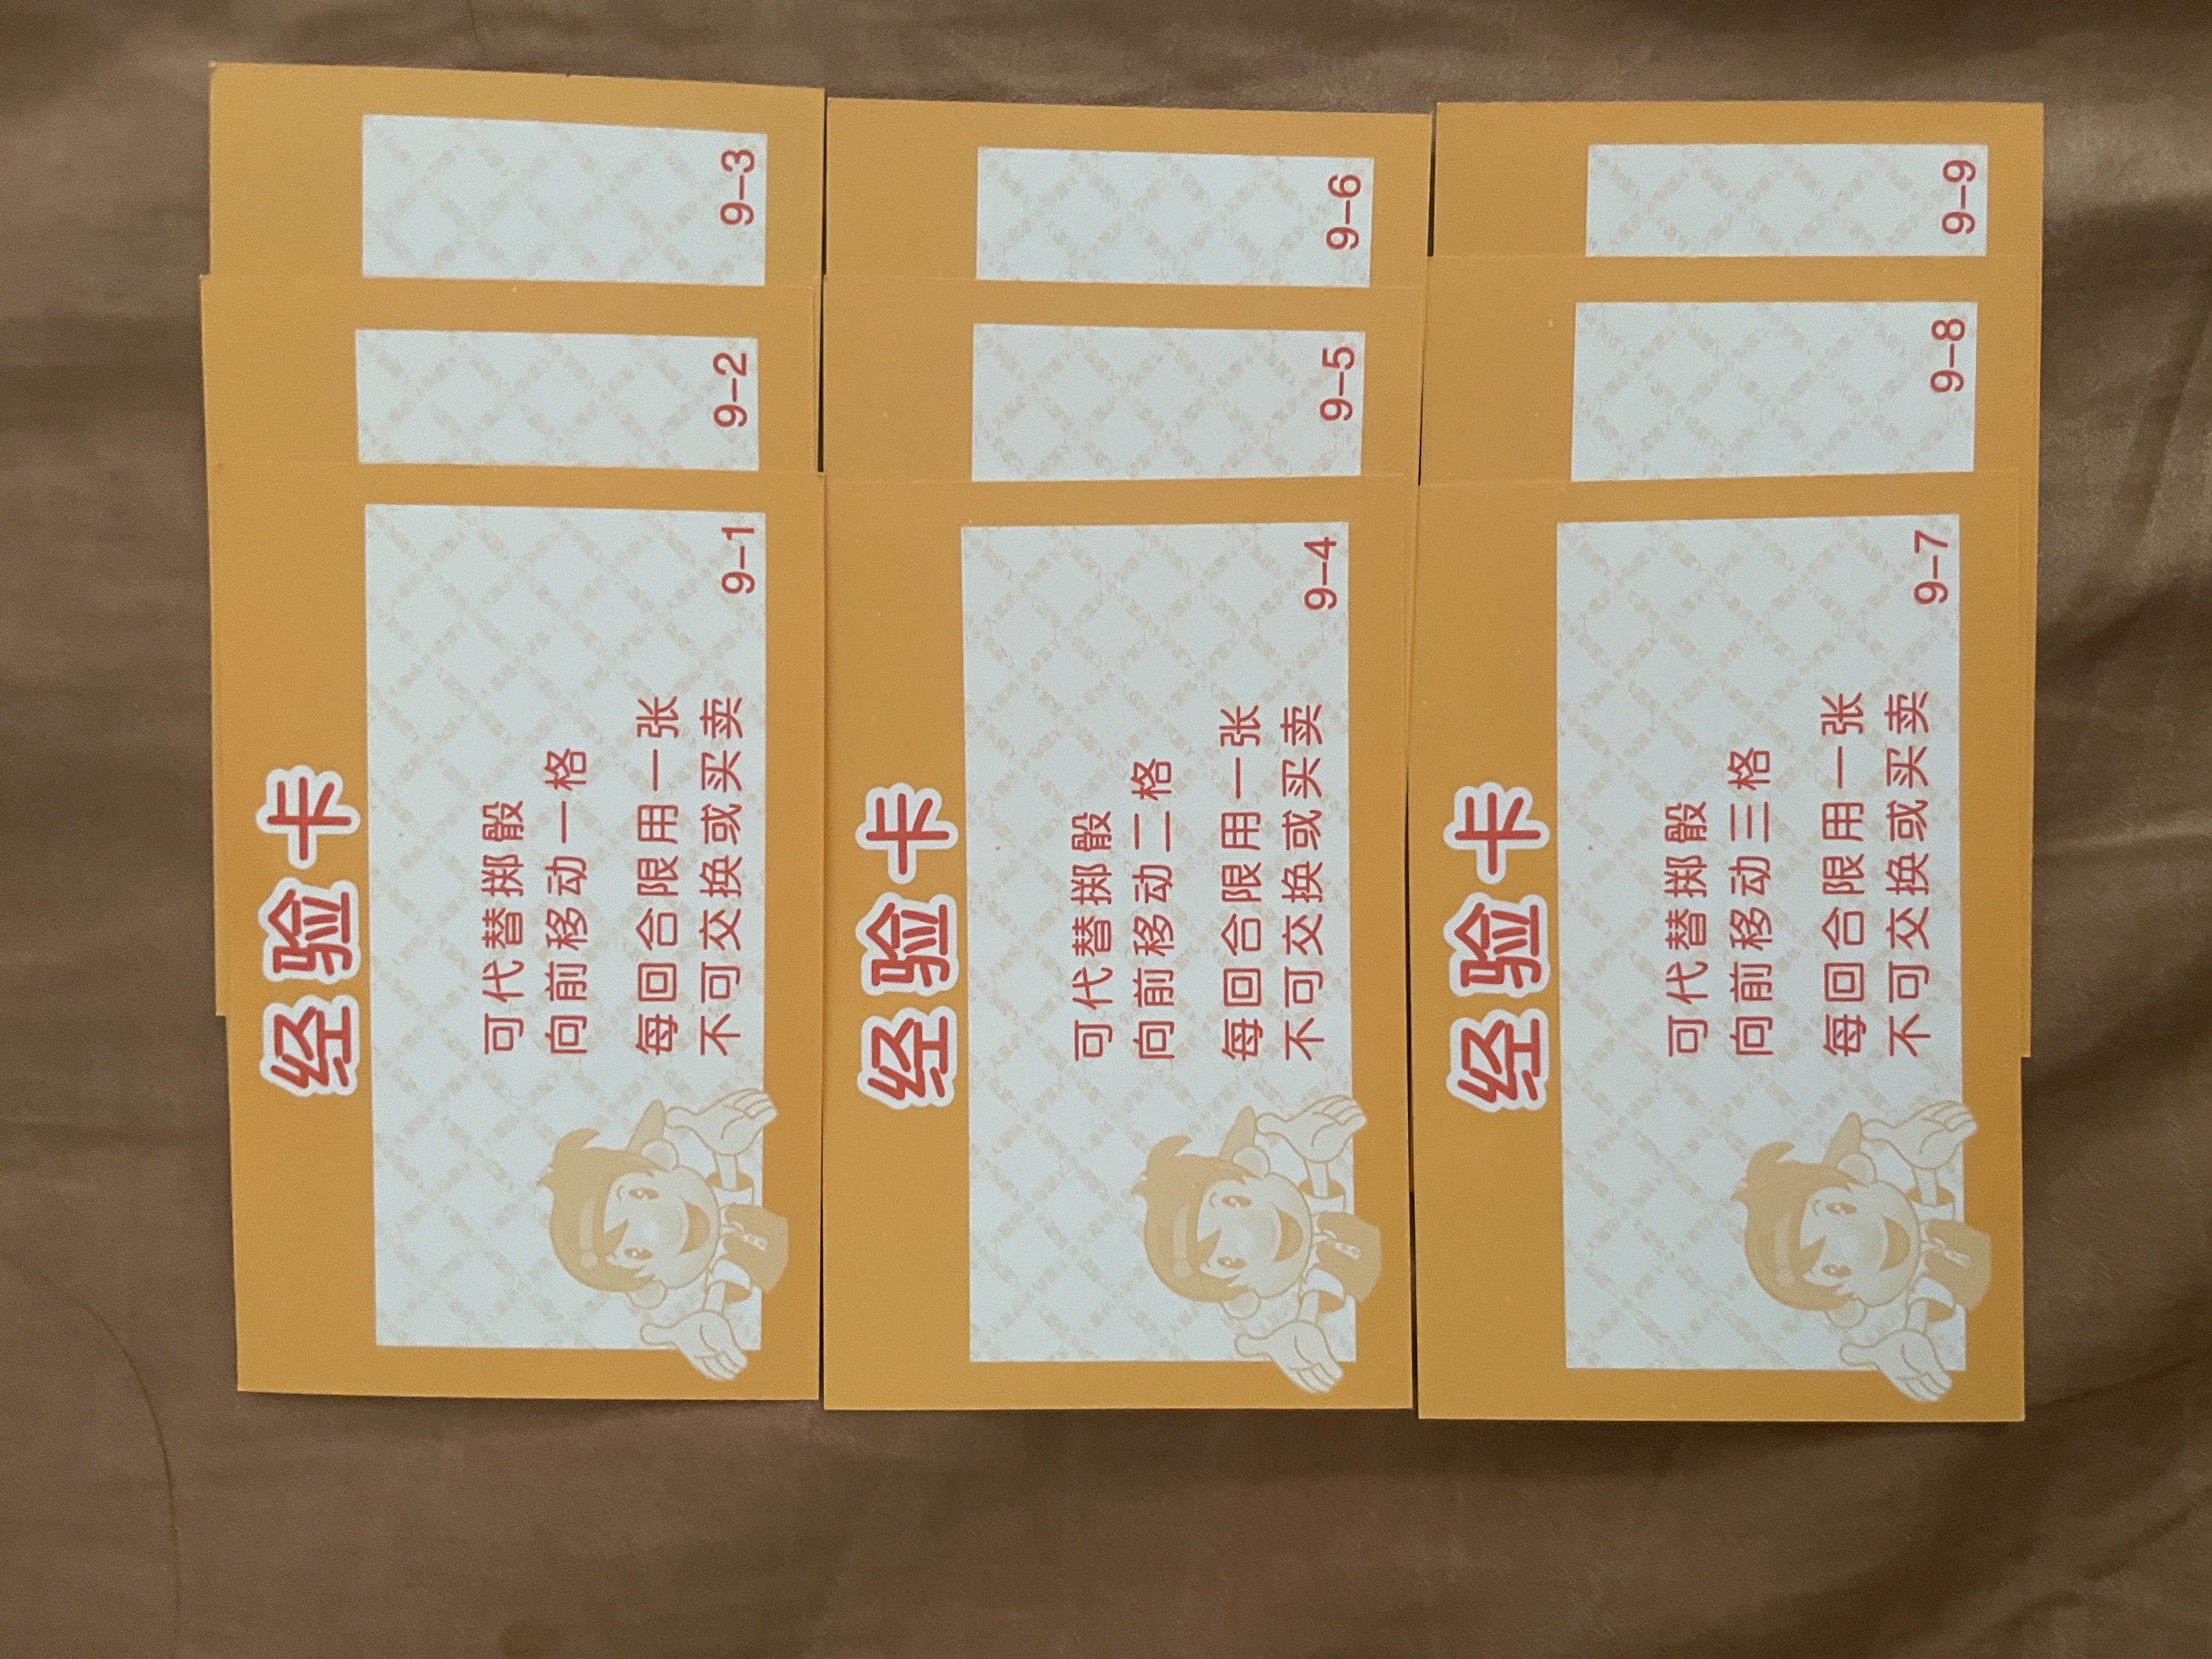 经验卡
可代替掷骰
向前移动一格
每回合限用一张
不可交换或买卖
9-1
9-2
9-3
经验卡
可代替掷骰
向前移动二格
每回合限用一张
不可交换或买卖
9-4
9-5
9-6
经验卡
可代替掷骰
向前移动三格
每回合限用一张
不可交换或买卖
9-7
9-8
9-9